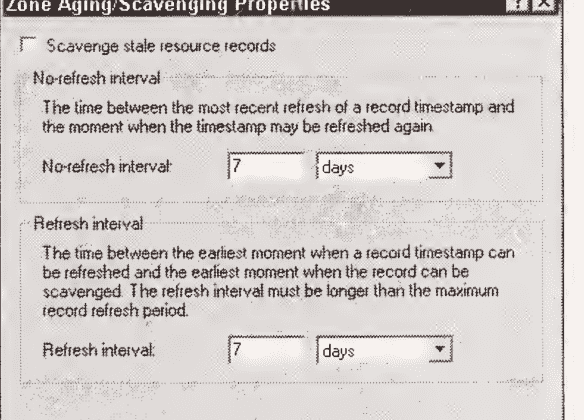 Zone Aging/Scavenging Properties
Scavenge stale resource records
No-refresh interval
The time between the most recent refresh of a record timestamp and
the moment when the timestamp may be refreshed again.
No-refresh interval: 7 days
Refresh interval
The time between the earliest moment when a record timestamp can
be refreshed and the earliest moment when the record can be
scavenged. The refresh interval must be longer than the maximum
record refresh period.
Refresh interval: 7 days